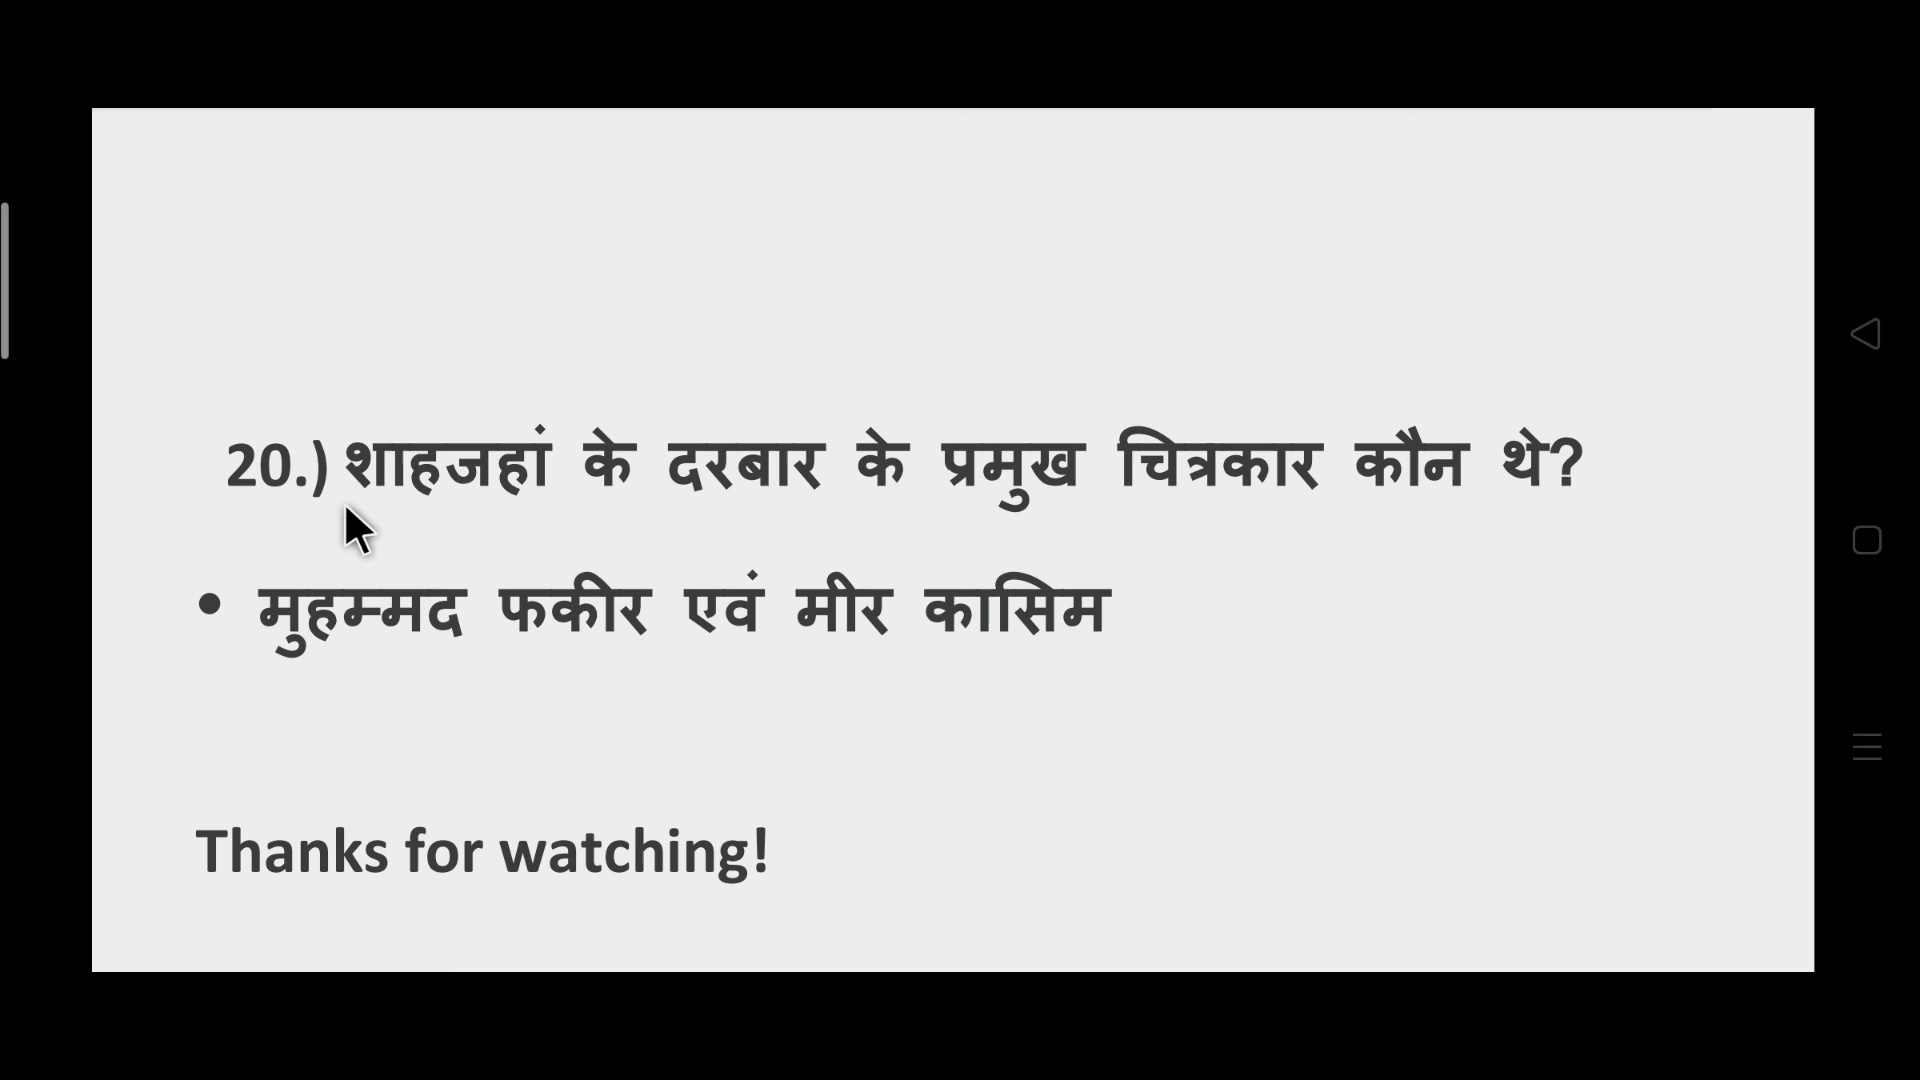 20.) शाहजहां के दरबार के प्रमुख चित्रकार कौन थे?
• मुहम्मद फकीर एवं मीर कासिम
Thanks for watching!